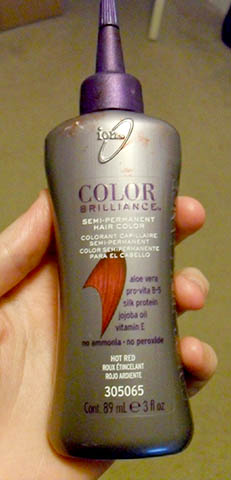 ion
COLOR
BRILLIANCE™
SEMI-PERMANENT
HAIR COLOR
COLORANT CAPILLAIRE
SEMI-PERMANENT
COLOR SEMI-PERMANENTE
PARA EL CABELLO
aloe vera
pro-vita B-5
silk protein
jojoba oil
vitamin E
no ammonia - no peroxide
HOT RED
ROUX ÉTINCELANT
ROJO ARDIENTE
305065
Cont. 89 mL e 3 fl oz